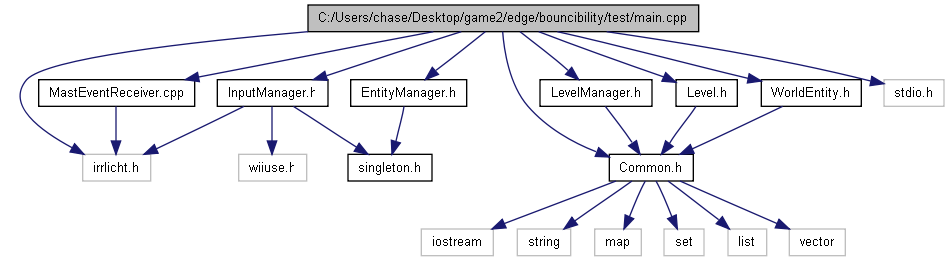 C:/Users/chase/Desktop/game2/edge/bouncibility/test/main.cpp
MastEventReceiver.cpp
InputManager.h
EntityManager.h
LevelManager.h
Level.h
WorldEntity.h
stdio.h
irrlicht.h
wiiuse.h
singleton.h
Common.h
iostream
string
map
set
list
vector